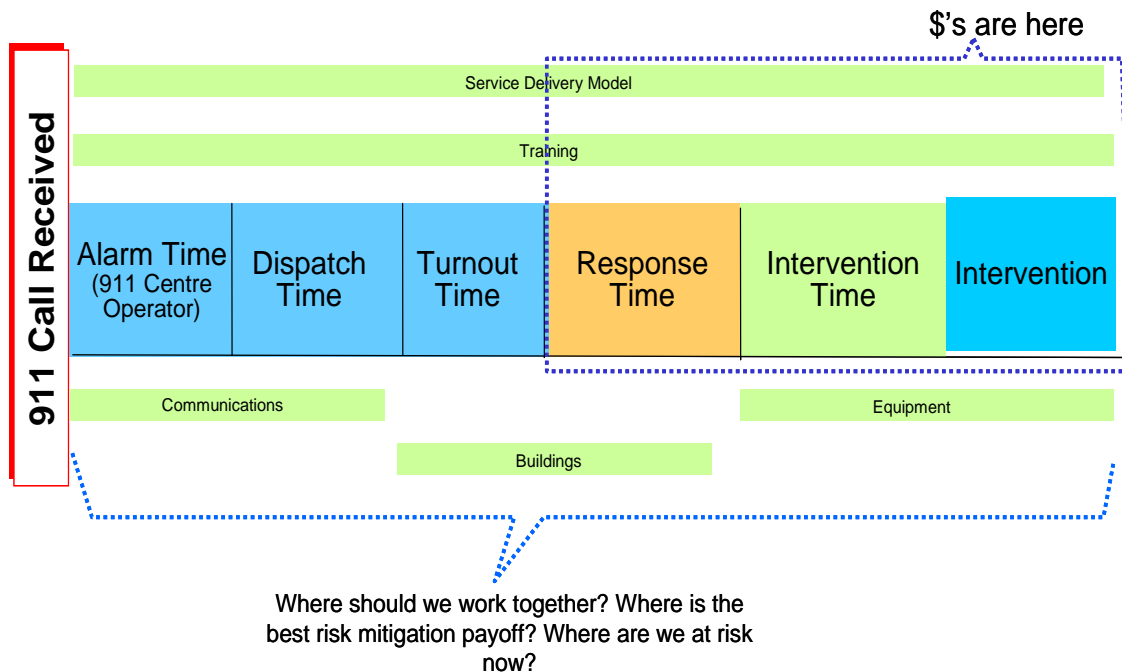 $'s are here
911 Call Received
Service Delivery Model
Training
Alarm Time
(911 Centre
Operator)
Dispatch
Time
Turnout
Time
Response
Time
Intervention
Time
Intervention
Communications
Equipment
Buildings
Where should we work together? Where is the
best risk mitigation payoff? Where are we at risk
now?